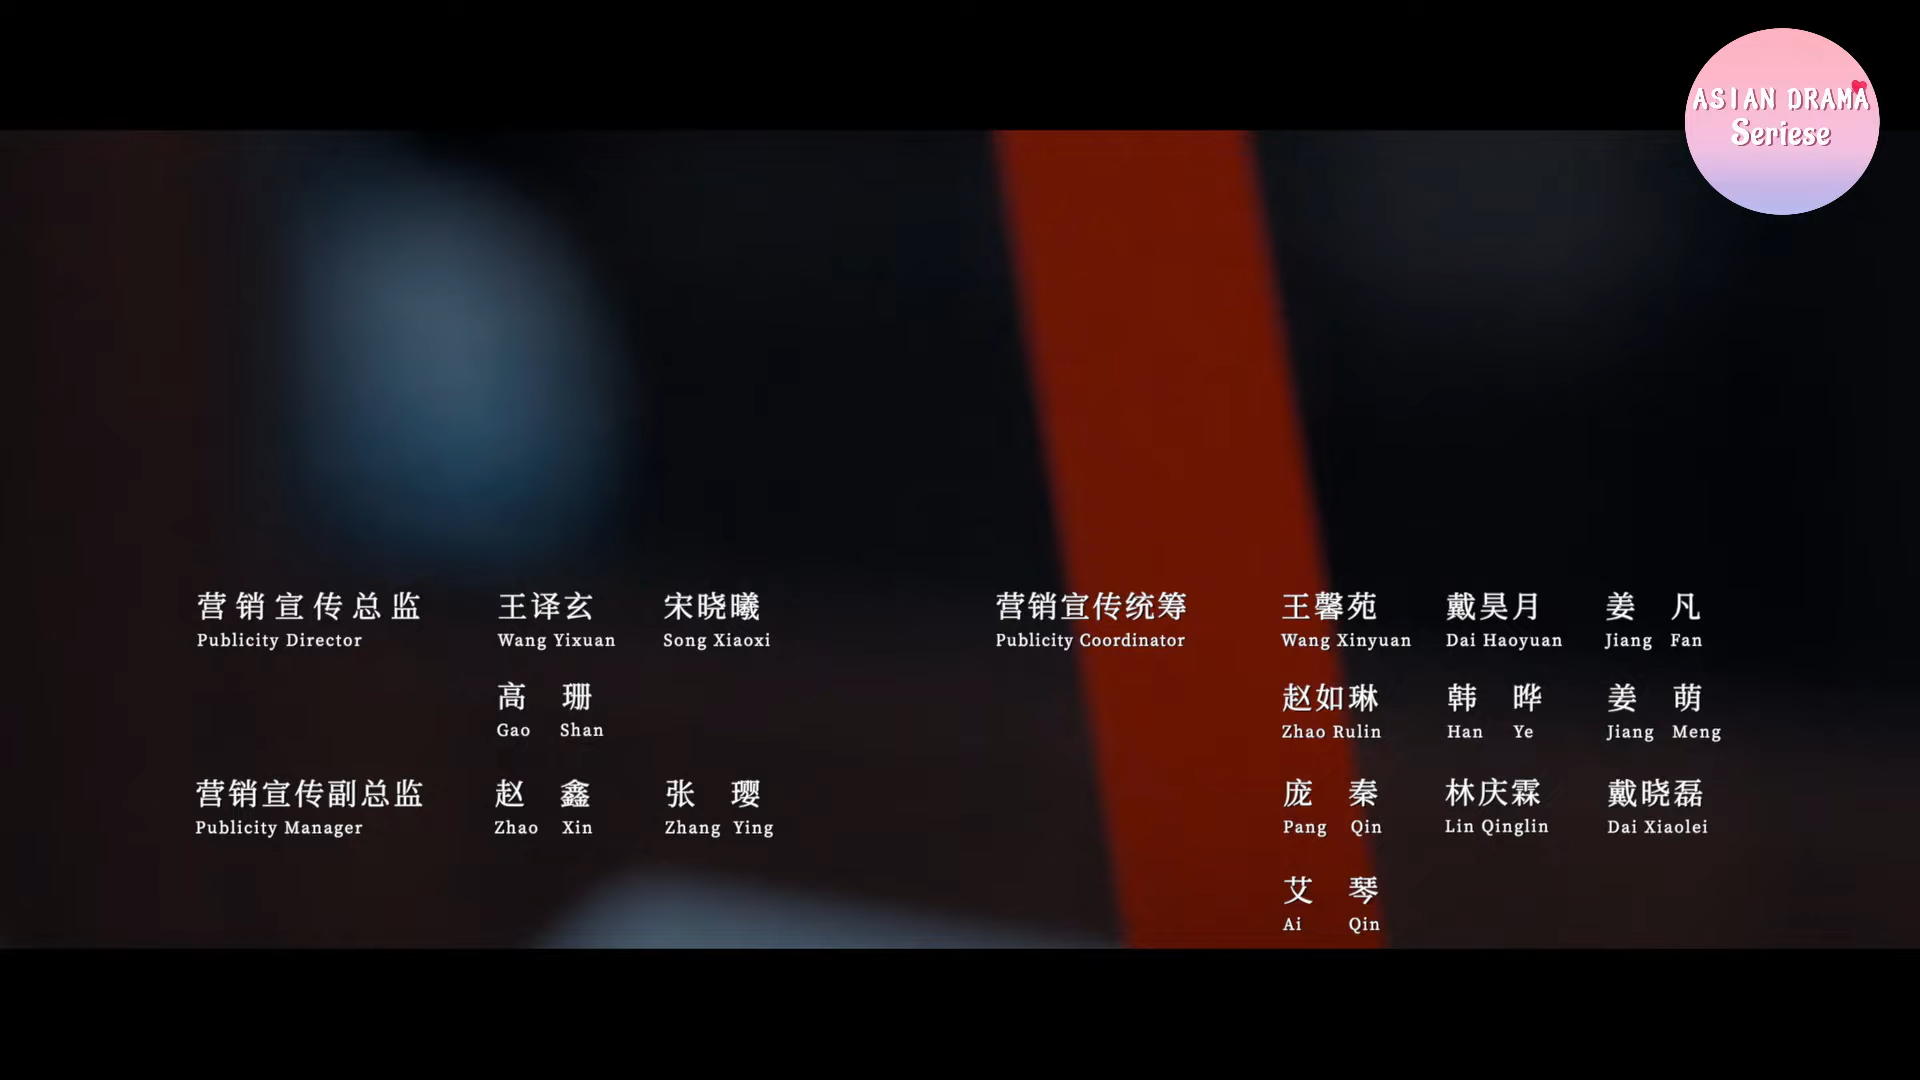 ASIAN DRAMA
Seriese
营销宣传总监 王译玄 宋晓曦
Publicity Director Wang Yixuan Song Xiaoxi
高 珊
Gao Shan
营销宣传副总监 赵 鑫 张 璎
Publicity Manager Zhao Xin Zhang Ying
营销宣传统筹 王馨苑 戴昊月 姜 凡
Publicity Coordinator Wang Xinyuan Dai Haoyuan Jiang Fan
赵如琳 韩 晔 姜 萌
Zhao Rulin Han Ye Jiang Meng
庞 秦 林庆霖 戴晓磊
Pang Qin Lin Qinglin Dai Xiaolei
艾 琴
Ai Qin